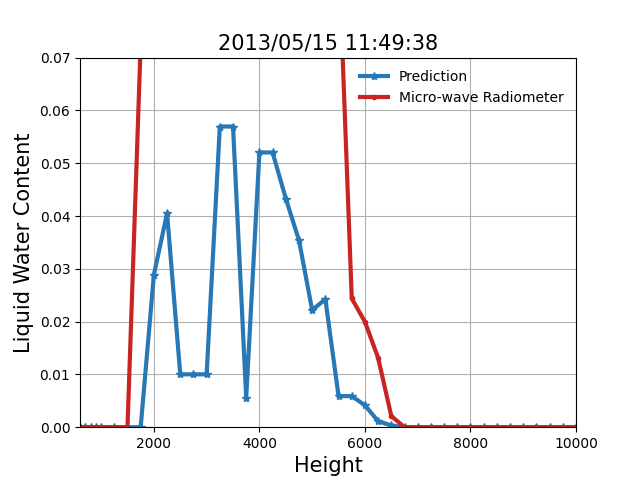 2013/05/15 11:49:38
Prediction
Micro-wave Radiometer
Liquid Water Content
0.07
0.06
0.05
0.04
0.03
0.02
0.01
0.00
2000 4000 6000 8000 10000
Height